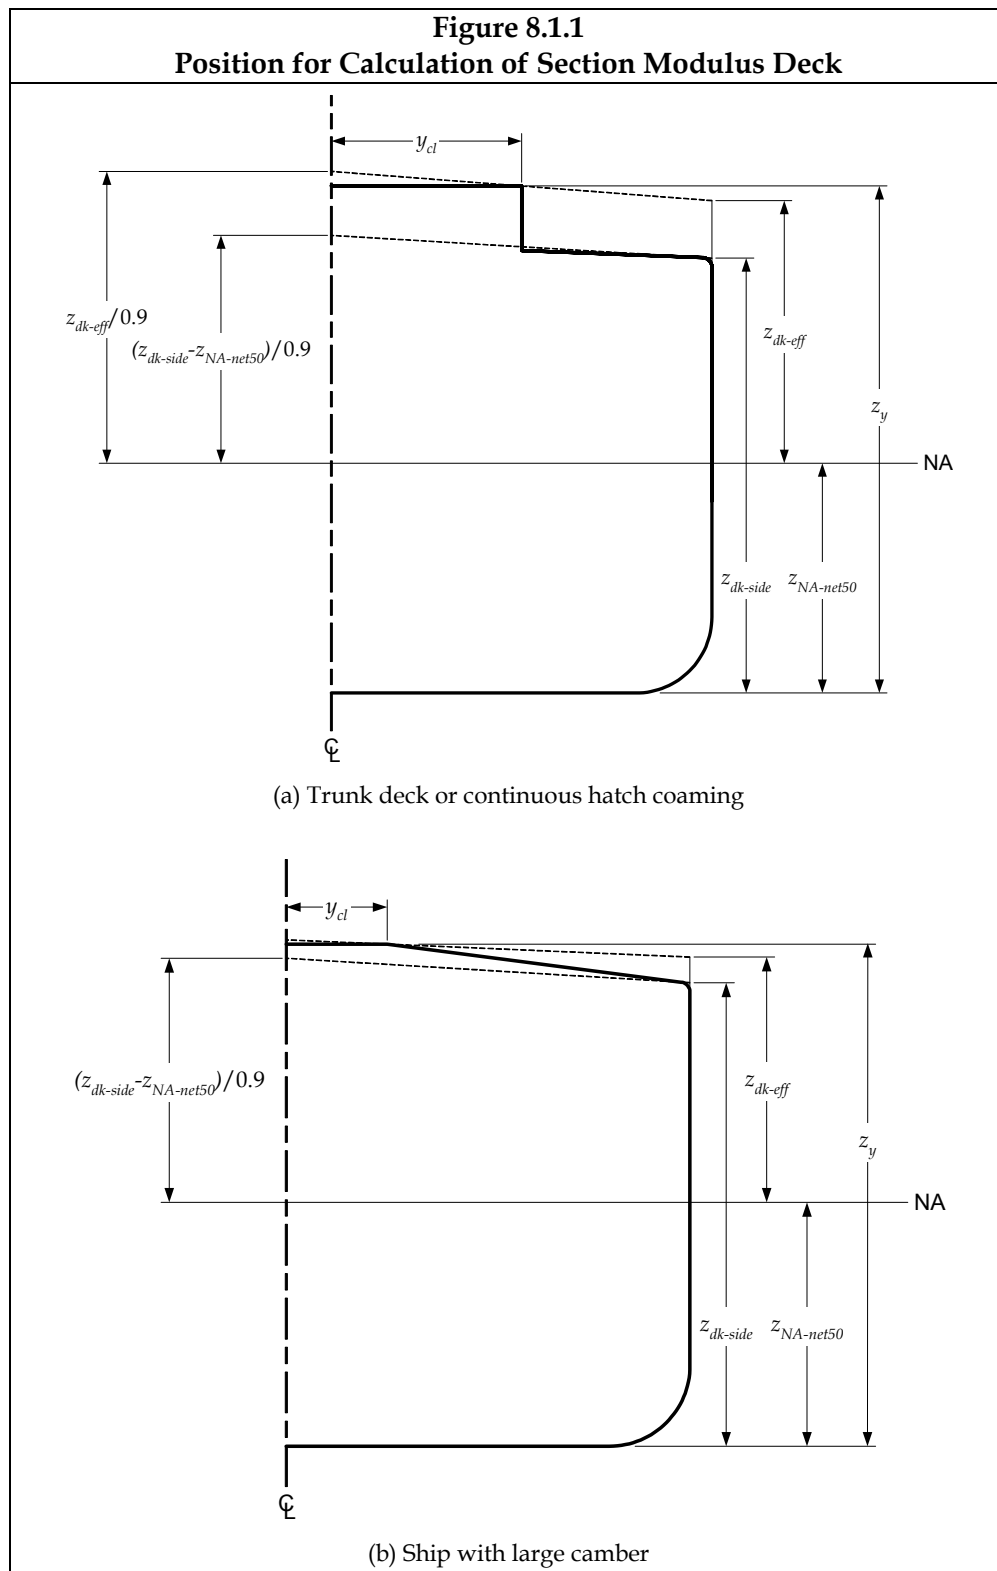 Figure 8.1.1
Position for Calculation of Section Modulus Deck
y_cl
z_dk-eff/0.9
(z_dk-side-z_NA-net50)/0.9
z_dk-eff
z_y
NA
z_dk-side z_NA-net50
℄
(a) Trunk deck or continuous hatch coaming
y_cl
(z_dk-side-z_NA-net50)/0.9
z_dk-eff
z_y
NA
z_dk-side z_NA-net50
℄
(b) Ship with large camber